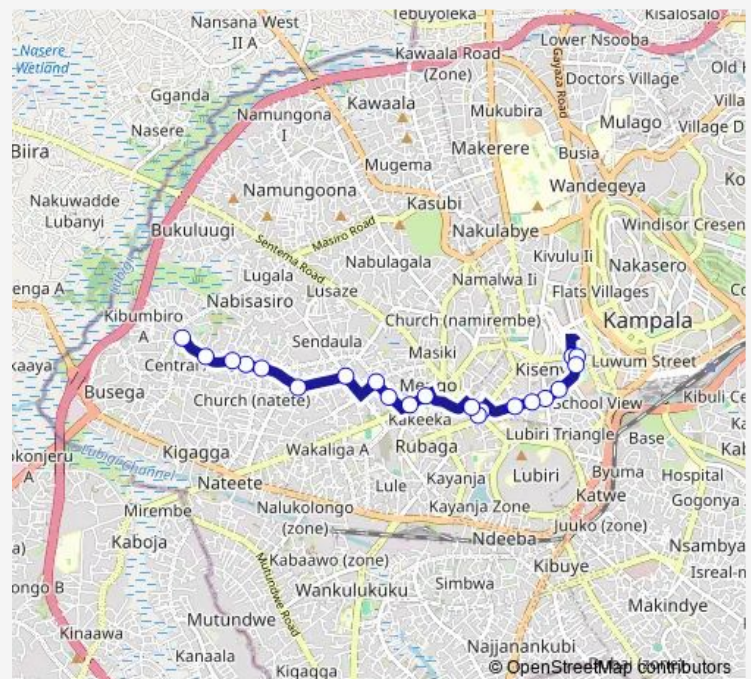 Tebuyoleka
Kisalosalo
Nansana West
II A
Lower Nsooba
Nasere
Wetland
Kawaala Road
(Zone)
Gayaza Road
Doctors Village
Old
Gganda
Kawaala
Namungona
I
Mukubira
Villa
Mulago
Village D
Nasere
Makerere
Busia
Biira
Mugema
Wandegeya
Nakuwadde
Lubanyi
Namungoona
Kasubi
Masiro Road
Windsor Cresen
Bukuluugi
Sentema Road
Nakulabye
Kivulu Ii
Nabulagala
Nakasero
Lugala
Namalwa Ii
enga A
Lubigi
Lusaze
Flats Villages
Nabisasiro
Kibumbiro
A
Church (namirembe)
Kampala
Sendaula
Masiki
Central
Kisen
Luwum Street
kaaya
Busega
Mengo
Church (natete)
School View
Kibuli Ce
Kakeeka
Lubiri Triangle
Base
Lubigi Channel
Kigagga
Wakaliga A
Rubaga
okonjeru
A
Nateete
Lule
Kayanja
Lubiri
Byuma
Hospital
Katwe
Gogonya
Mirembe
Nalukolongo
(zone)
Kayanja Zone
Juuko (zone)
Kaboja
Ndeeba
Nsambya
Kabaawo (zone)
Kibuye
Isreal-n
ongo B
Mutundwe Road
Wankulukuku
Simbwa
Makindye
Mutundwe
Kinaawa
Kanaala
Najjanankubi
Kigagga
© OpenStreetMap contributors